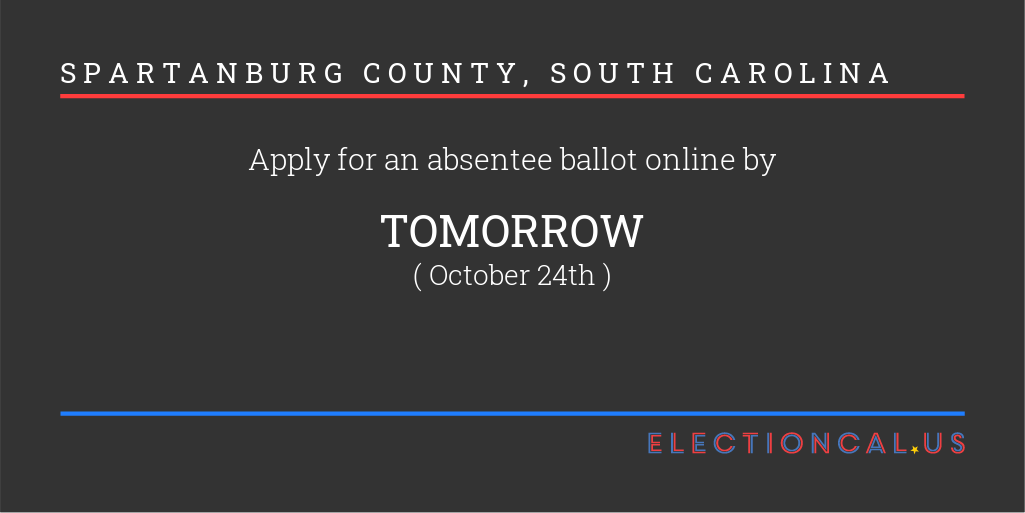 SPARTANBURG COUNTY, SOUTH CAROLINA
Apply for an absentee ballot online by
TOMORROW
( October 24th )
ELECTIONCAL.US